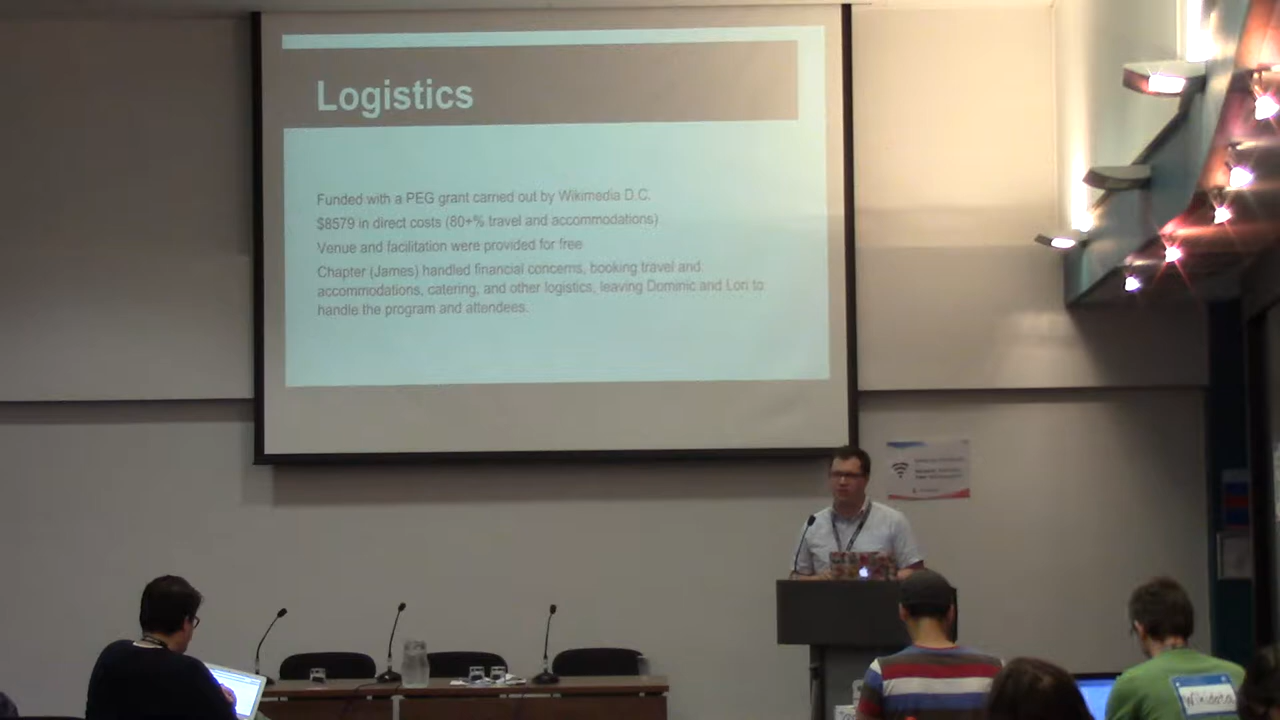 Logistics
Funded with a PEG grant carried out by Wikimedia D.C.
$8579 in direct costs (80+% travel and accommodations)
Venue and facilitation were provided for free
Chapter (James) handled financial concerns, booking travel and
accommodations, catering, and other logistics, leaving Dominic and Lori to
handle the program and attendees.
Wikidata